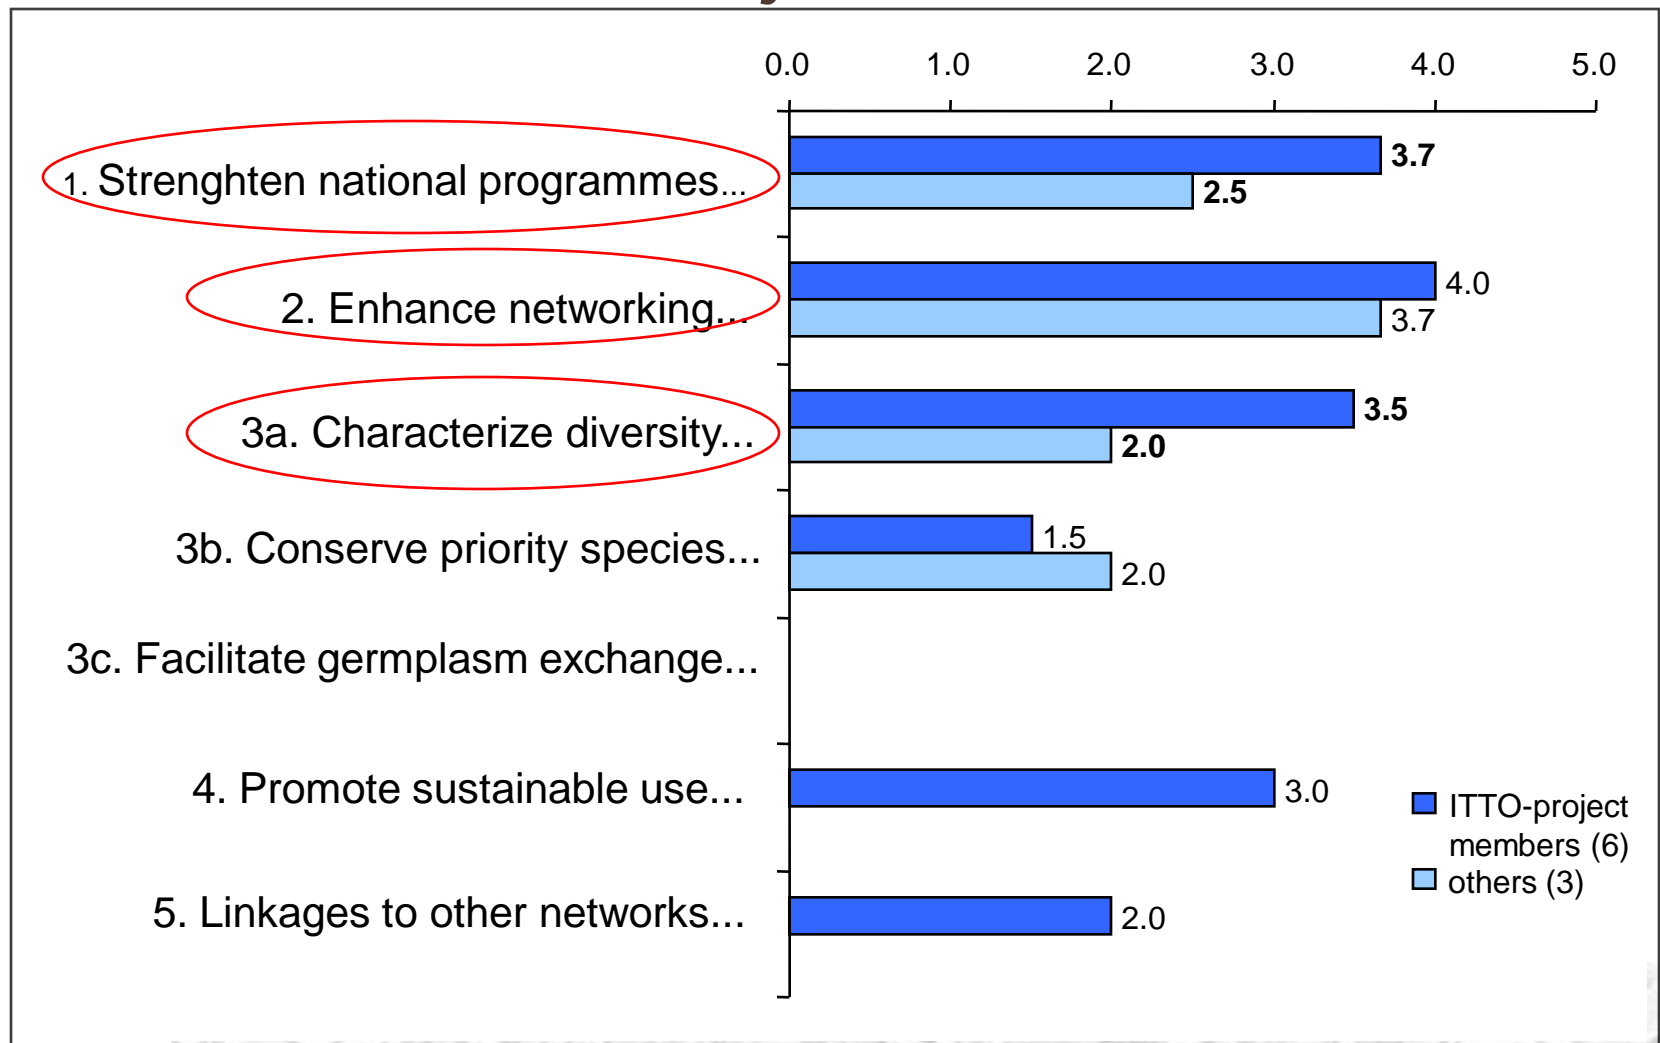 0.0 1.0 2.0 3.0 4.0 5.0
1. Strenghten national programmes...
3.7
2.5
2. Enhance networking...
4.0
3.7
3a. Characterize diversity...
3.5
2.0
3b. Conserve priority species...
1.5
2.0
3c. Facilitate germplasm exchange...
4. Promote sustainable use...
3.0
ITTO-project
members (6)
others (3)
5. Linkages to other networks...
2.0